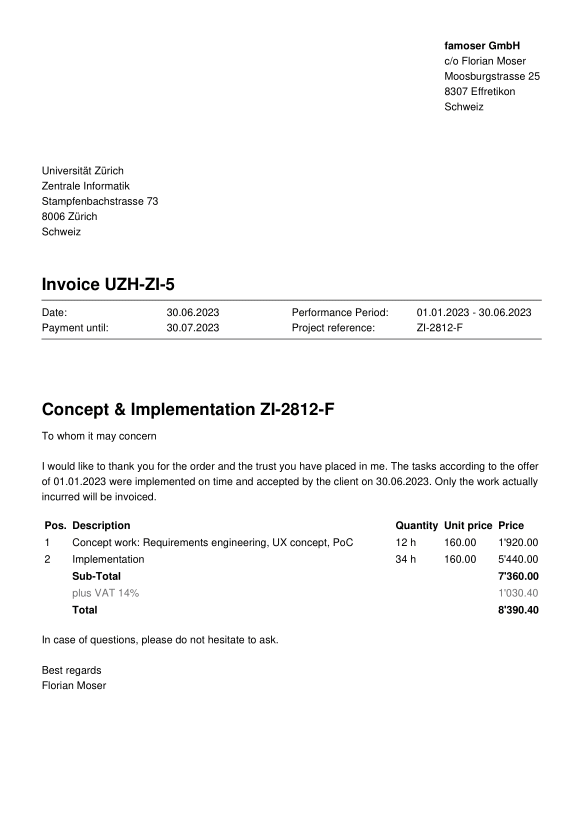 famoser GmbH
c/o Florian Moser
Moosburgstrasse 25
8307 Effretikon
Schweiz
Universität Zürich
Zentrale Informatik
Stampfenbachstrasse 73
8006 Zürich
Schweiz
Invoice UZH-ZI-5
Date: 30.06.2023 Performance Period: 01.01.2023 - 30.06.2023
Payment until: 30.07.2023 Project reference: ZI-2812-F
Concept & Implementation ZI-2812-F
To whom it may concern
I would like to thank you for the order and the trust you have placed in me. The tasks according to the offer
of 01.01.2023 were implemented on time and accepted by the client on 30.06.2023. Only the work actually
incurred will be invoiced.
Pos. Description Quantity Unit price Price
1 Concept work: Requirements engineering, UX concept, PoC 12 h 160.00 1'920.00
2 Implementation 34 h 160.00 5'440.00
Sub-Total 7'360.00
plus VAT 14% 1'030.40
Total 8'390.40
In case of questions, please do not hesitate to ask.
Best regards
Florian Moser